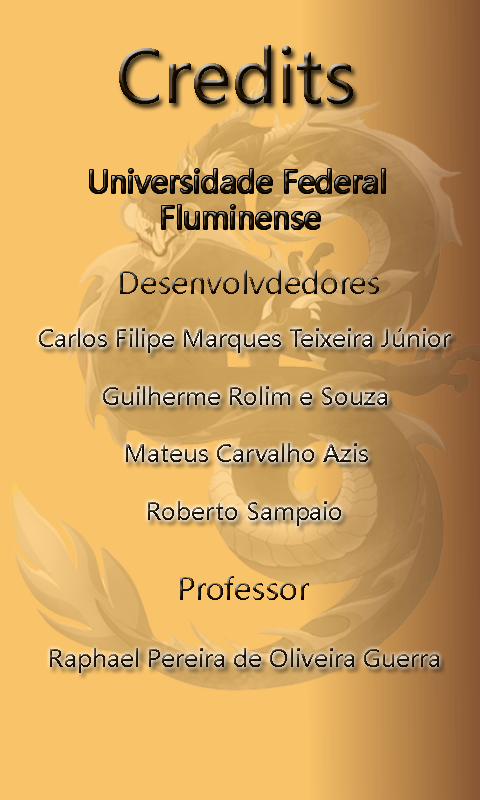 Credits
Universidade Federal
Fluminense
Desenvolvdedores
Carlos Filipe Marques Teixeira Júnior
Guilherme Rolim e Souza
Mateus Carvalho Azis
Roberto Sampaio
Professor
Raphael Pereira de Oliveira Guerra